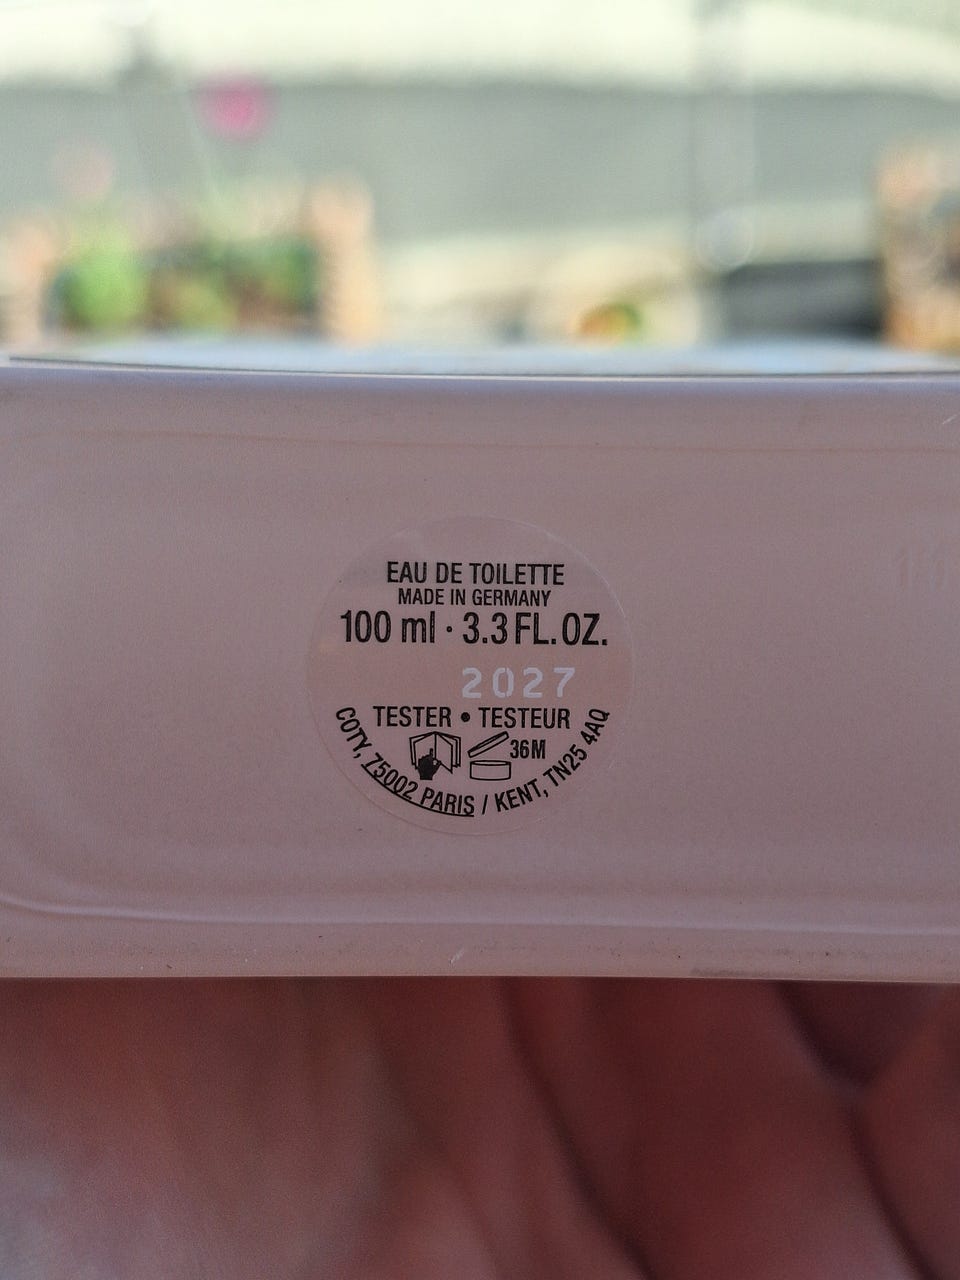 EAU DE TOILETTE
MADE IN GERMANY
100 ml · 3.3 FL. OZ.
2027
TESTER • TESTEUR
36M
COTY, 75002 PARIS / KENT, TN25 4AQ